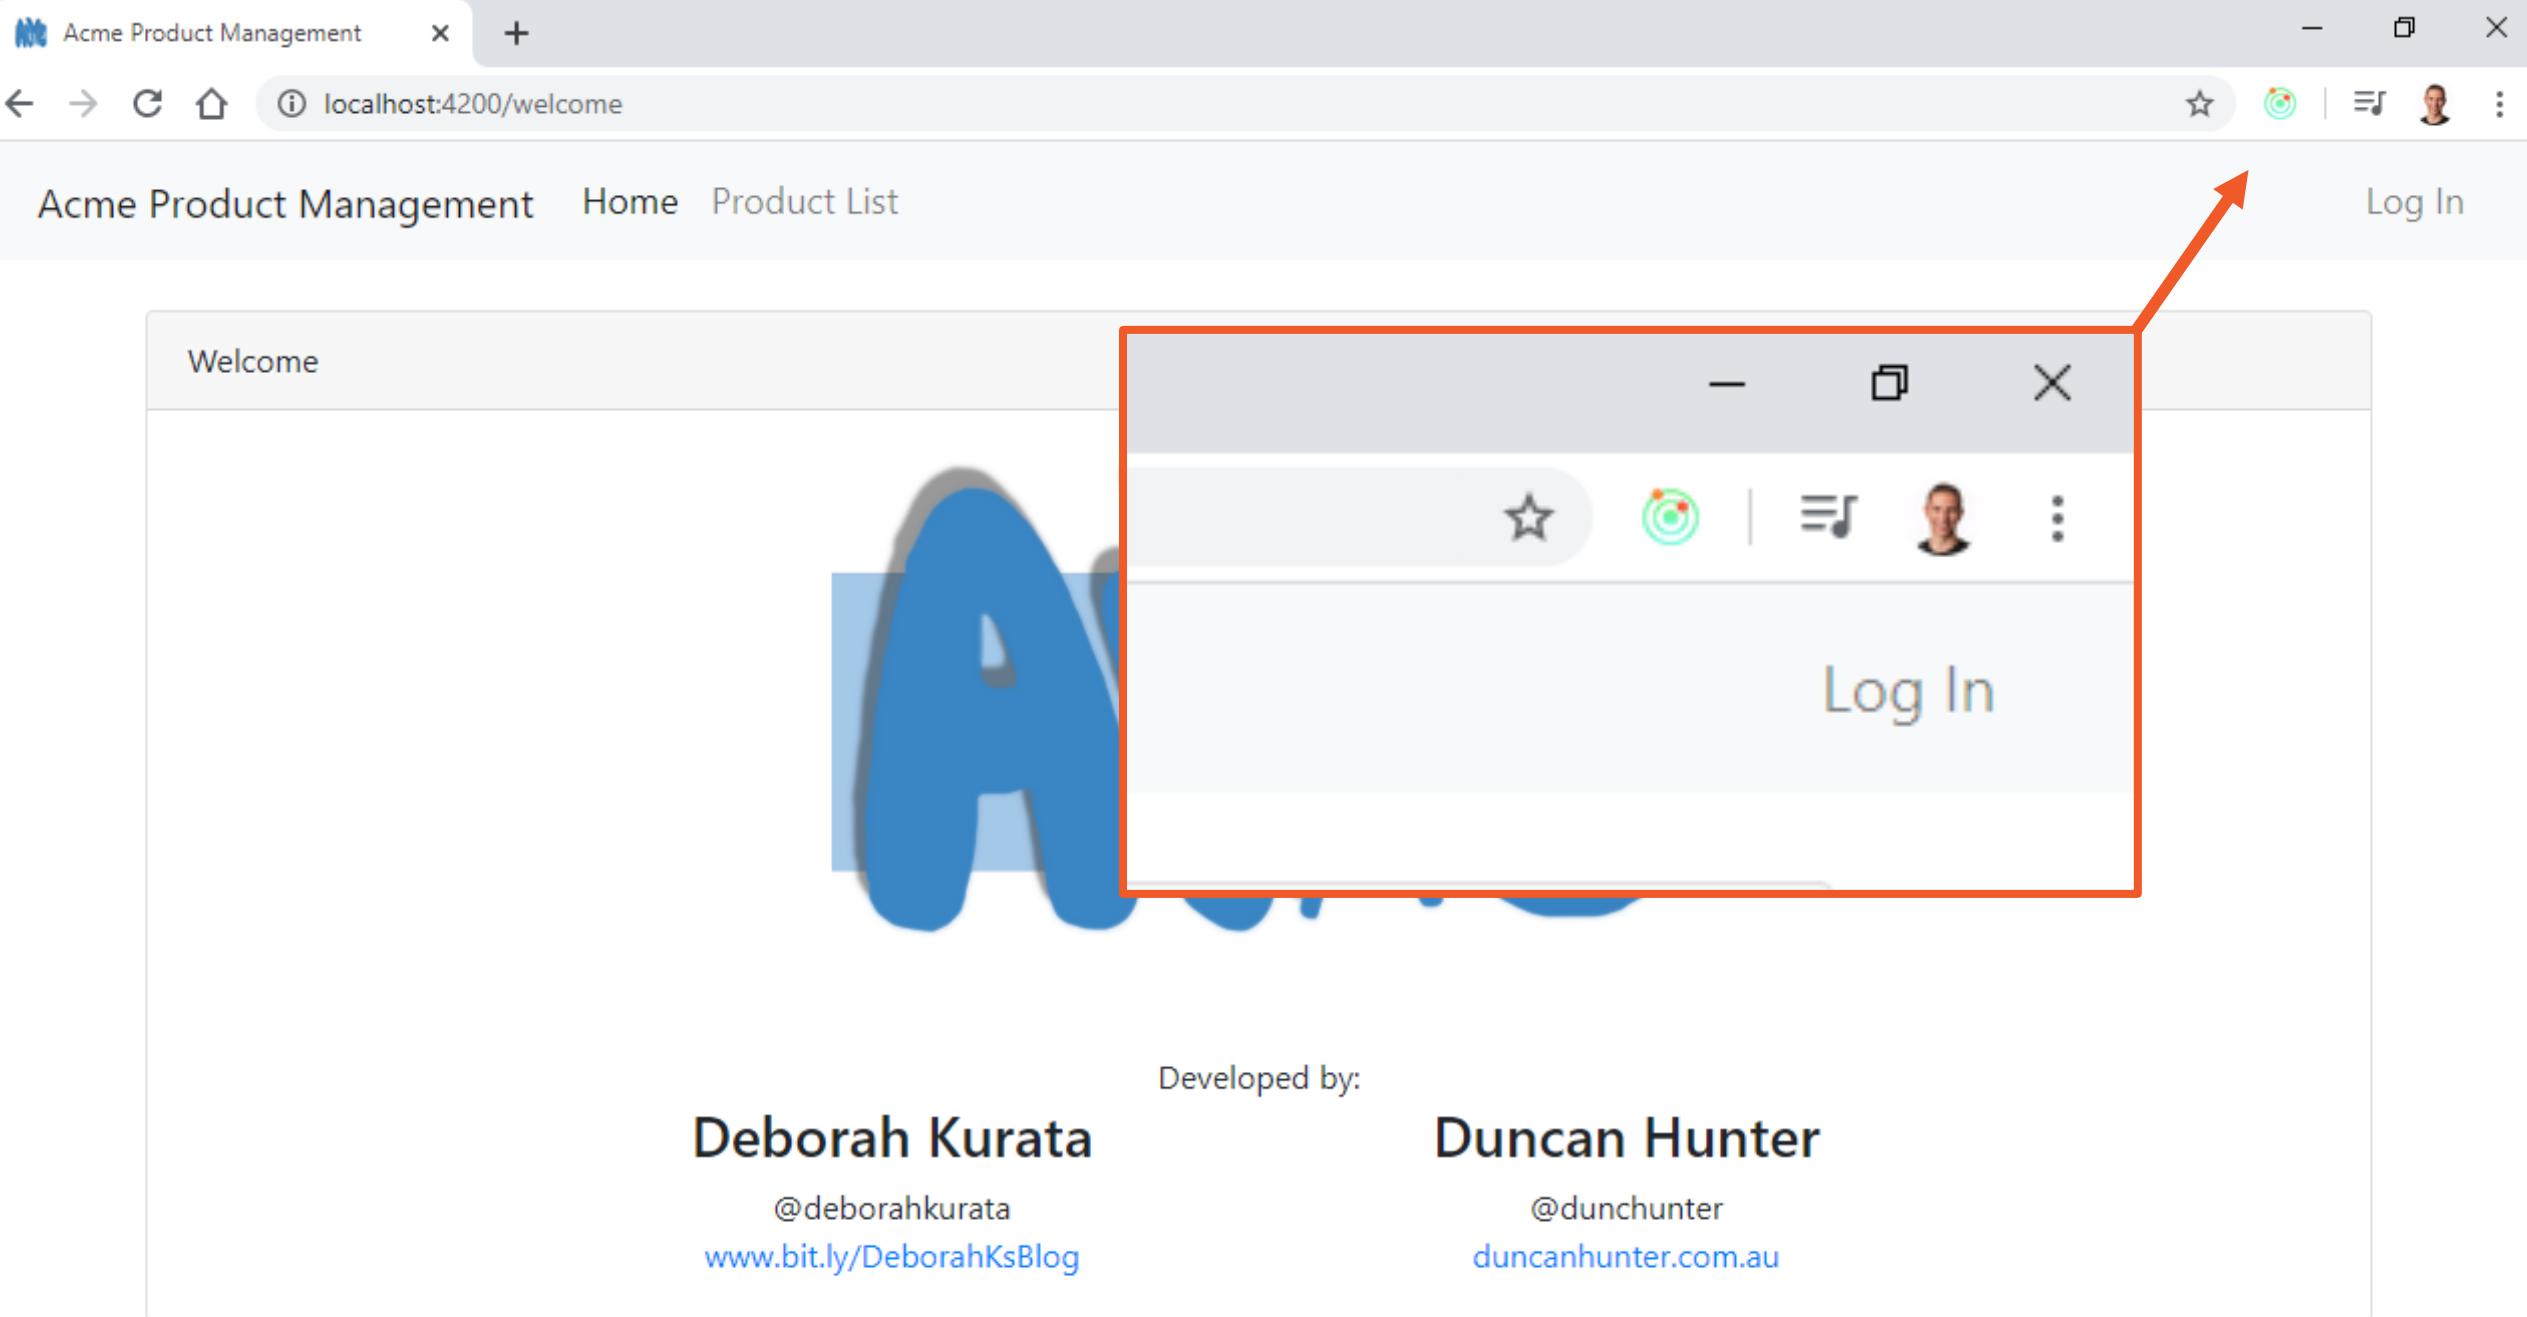 Acme Product Management
localhost:4200/welcome
Acme Product Management Home Product List Log In
Welcome
Log In
Developed by:
Deborah Kurata Duncan Hunter
@deborahkurata @dunchunter
www.bit.ly/DeborahKsBlog duncanhunter.com.au